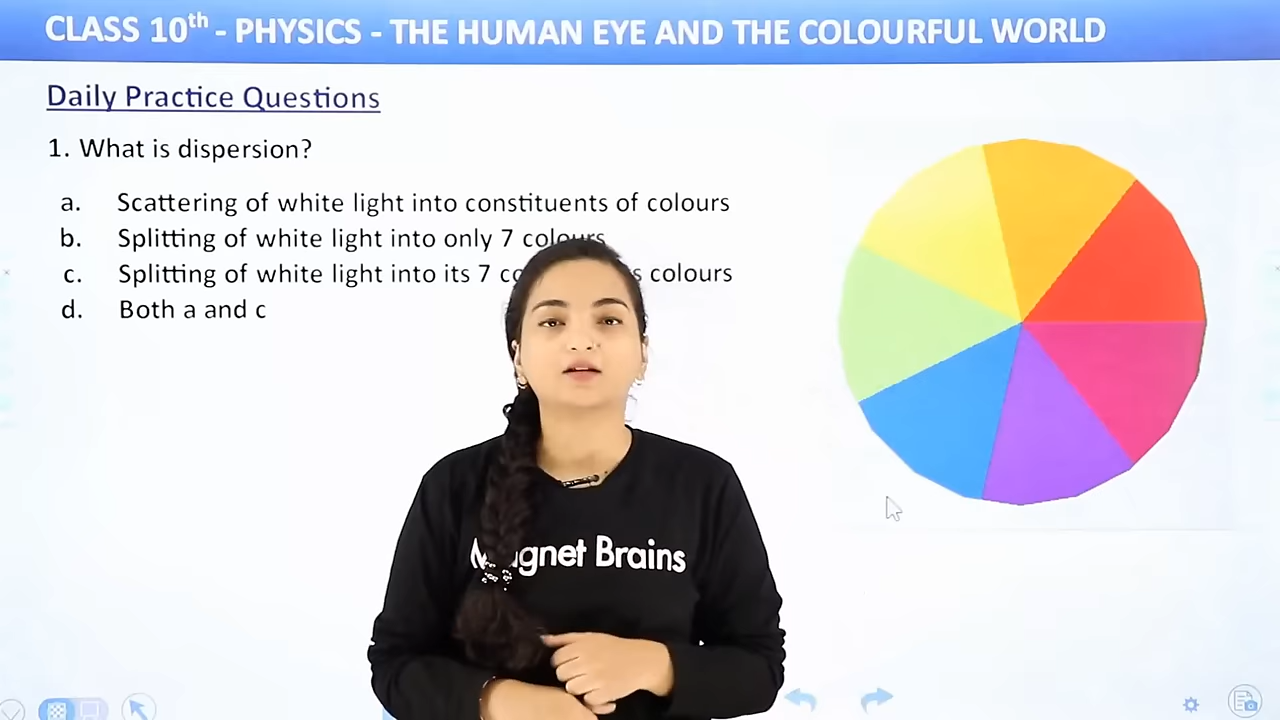 CLASS 10th - PHYSICS - THE HUMAN EYE AND THE COLOURFUL WORLD
Daily Practice Questions
1. What is dispersion?
a. Scattering of white light into constituents of colours
b. Splitting of white light into only 7 colours
c. Splitting of white light into its 7 colours
d. Both a and c
Magnet Brains